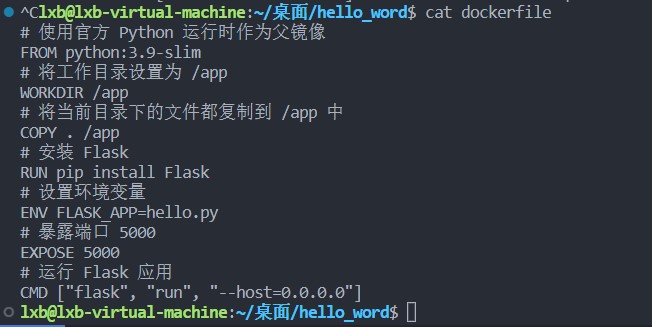 ^Clxb@lxb-virtual-machine:~/桌面/hello_word$ cat dockerfile
# 使用官方 Python 运行时作为父镜像
FROM python:3.9-slim
# 将工作目录设置为 /app
WORKDIR /app
# 将当前目录下的文件都复制到 /app 中
COPY . /app
# 安装 Flask
RUN pip install Flask
# 设置环境变量
ENV FLASK_APP=hello.py
# 暴露端口 5000
EXPOSE 5000
# 运行 Flask 应用
CMD ["flask", "run", "--host=0.0.0.0"]
lxb@lxb-virtual-machine:~/桌面/hello_word$